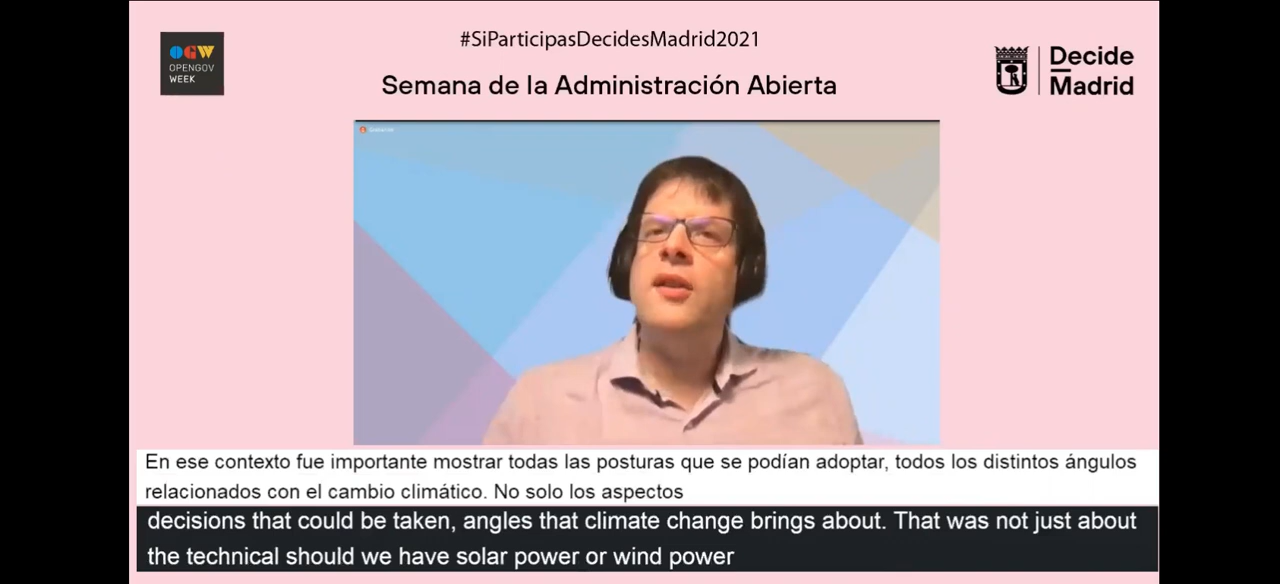 #SiParticipasDecidesMadrid2021
OGW
OPENGOV
WEEK
Semana de la Administración Abierta
Decide
Madrid
En ese contexto fue importante mostrar todas las posturas que se podían adoptar, todos los distintos ángulos
relacionados con el cambio climático. No solo los aspectos
decisions that could be taken, angles that climate change brings about. That was not just about
the technical should we have solar power or wind power